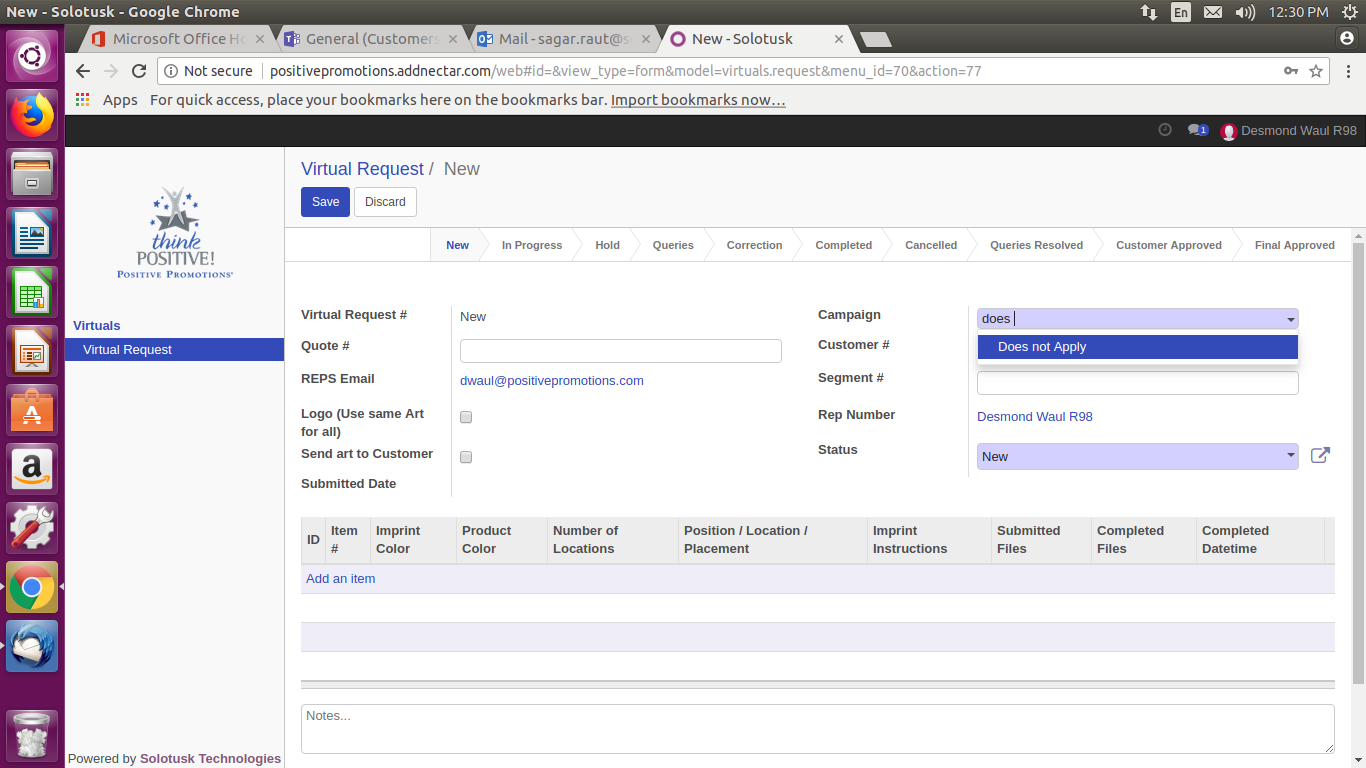 New - Solotusk - Google Chrome
En
12:30 PM
Microsoft Office Ho
General (Customers
Mail - sagar.raut@s
New - Solotusk
Not secure
positivepromotions.addnectar.com/web#id=&view_type=form&model=virtuals.request&menu_id=70&action=77
Apps
For quick access, place your bookmarks here on the bookmarks bar. Import bookmarks now…
1
Desmond Waul R98
think
POSITIVE!
POSITIVE PROMOTIONS
Virtuals
Virtual Request
Powered by Solotusk Technologies
Virtual Request / New
Save
Discard
New
In Progress
Hold
Queries
Correction
Completed
Cancelled
Queries Resolved
Customer Approved
Final Approved
Virtual Request #
New
Quote #
REPS Email
dwaul@positivepromotions.com
Logo (Use same Art
for all)
Send art to Customer
Submitted Date
Campaign
does
Does not Apply
Customer #
Segment #
Rep Number
Desmond Waul R98
Status
New
ID
Item
#
Imprint
Color
Product
Color
Number of
Locations
Position / Location /
Placement
Imprint
Instructions
Submitted
Files
Completed
Files
Completed
Datetime
Add an item
Notes...